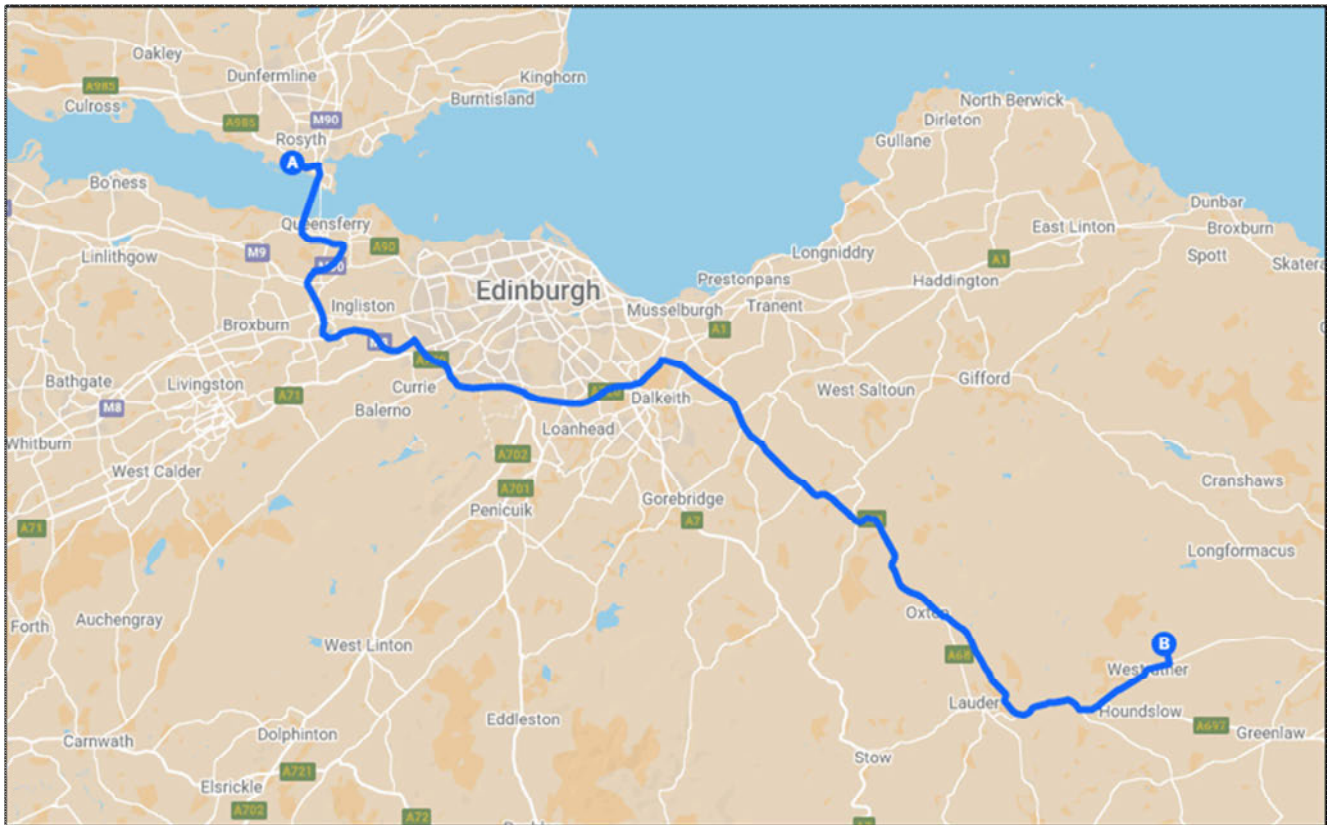 Oakley
Dunfermline
Kinghorn
A985
Culross
Burntisland
North Berwick
M90
A985
Dirleton
Rosyth
Gullane
A
Bo'ness
Dunbar
Queensferry
East Linton
Broxburn
A90
M9
Longniddry
Linlithgow
Spott
A1
Skatera
Prestonpans
Haddington
Edinburgh
Ingliston
Tranent
Musselburgh
Broxburn
A1
Gifford
Bathgate
Livingston
Currie
West Saltoun
A71
Dalkeith
M8
Balerno
Loanhead
Whitburn
A702
West Calder
Cranshaws
A701
Gorebridge
Penicuik
A7
A71
Longformacus
Oxton
Auchengray
Forth
B
West Linton
A68
Westruther
Lauder
Houndslow
Eddleston
A697
Dolphinton
Greenlaw
Carnwath
Stow
A721
Elsrickle
A702
A72